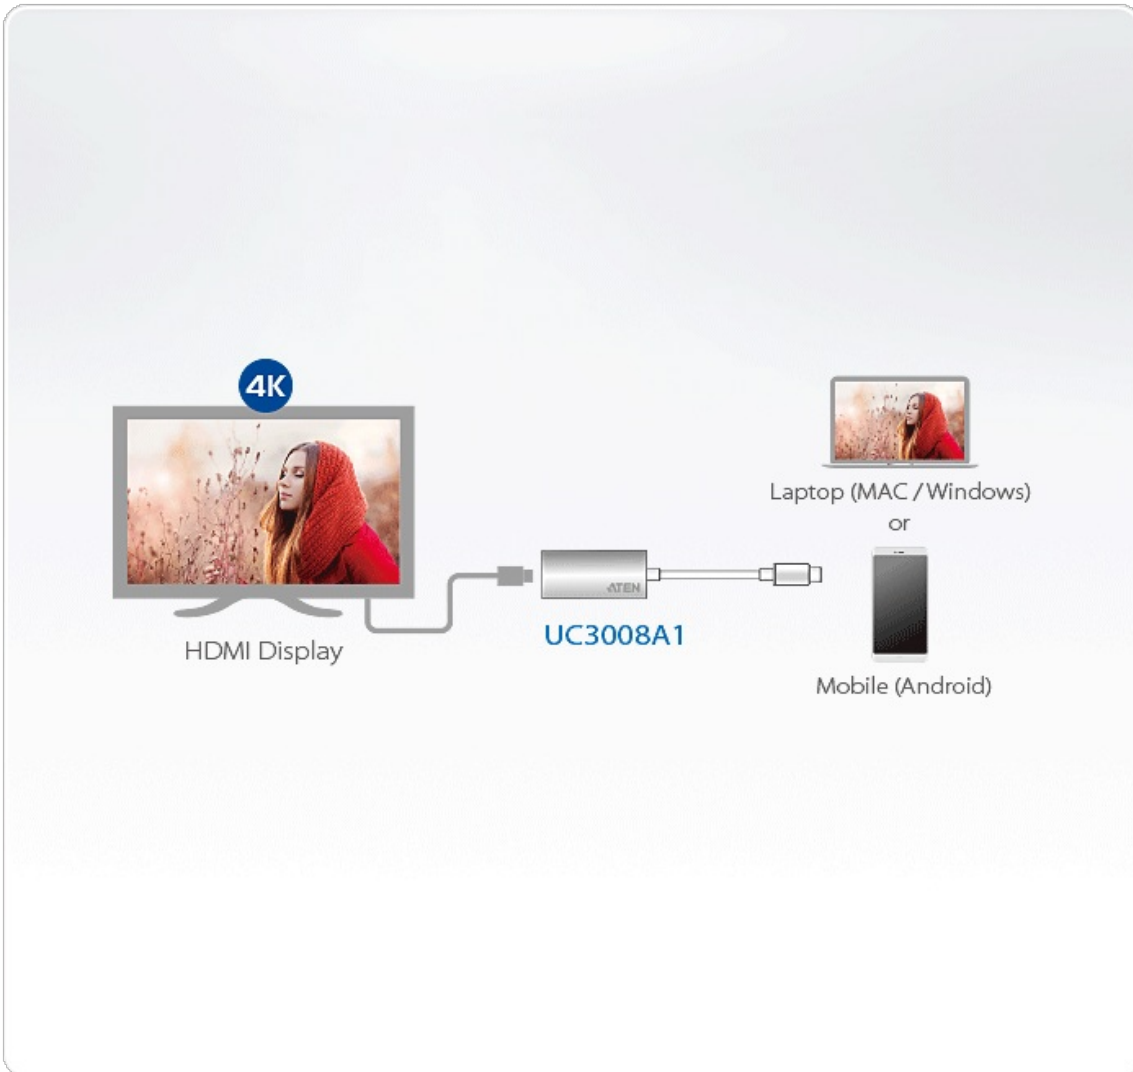 4K
HDMI Display
ATEN
UC3008A1
Laptop (MAC / Windows)
or
Mobile (Android)